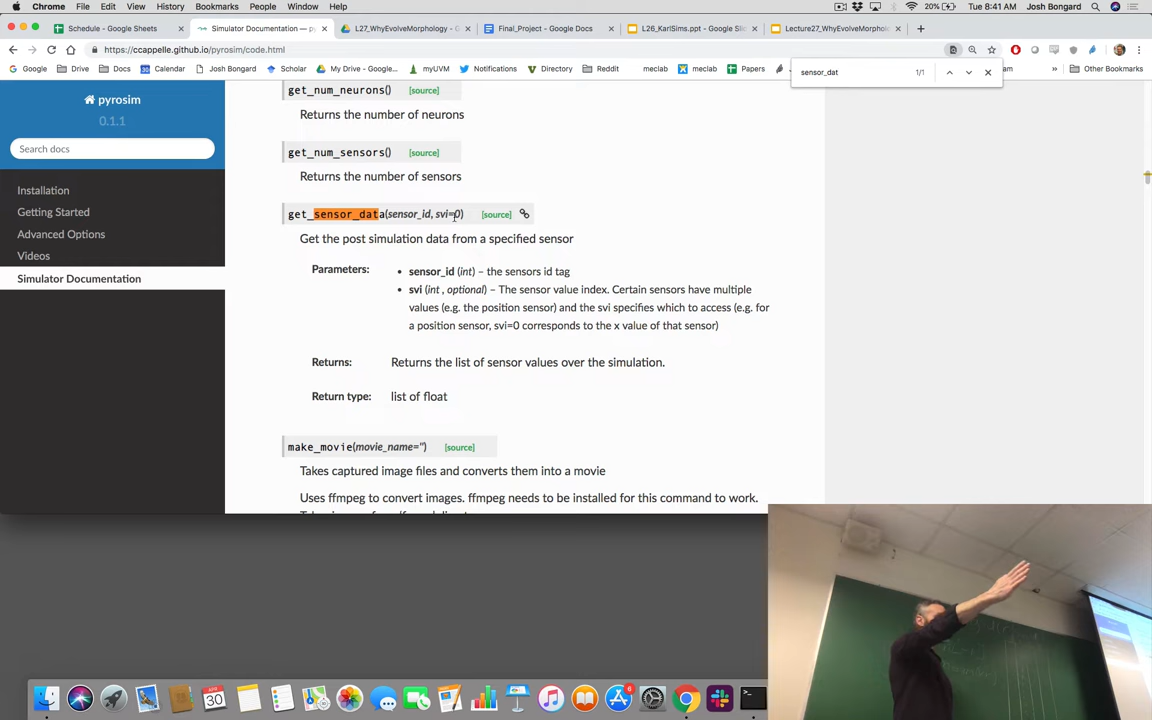 Chrome File Edit View History Bookmarks People Window Help 20% Tue 8:41 AM Josh Bongard
Schedule - Google Sheets
Simulator Documentation — py
L27_WhyEvolveMorphology - G
Final_Project - Google Docs
L26_KarlSims.ppt - Google Sli
Lecture27_WhyEvolveMorpholo
https://ccappelle.github.io/pyrosim/code.html
Google Drive Calendar Josh Bongard Scholar My Drive - Google... myUVM Notifications Directory Reddit meclab meclab Papers Other Bookmarks
sensor_dat 1/1
pyrosim
0.1.1
Search docs
Installation
Getting Started
Advanced Options
Videos
Simulator Documentation
get_num_neurons() [source]
Returns the number of neurons
get_num_sensors() [source]
Returns the number of sensors
get_sensor_data(sensor_id, svi=0) [source]
Get the post simulation data from a specified sensor
Parameters:
• sensor_id (int) – the sensors id tag
• svi (int , optional) – The sensor value index. Certain sensors have multiple
values (e.g. the position sensor) and the svi specifies which to access (e.g. for
a position sensor, svi=0 corresponds to the x value of that sensor)
Returns: Returns the list of sensor values over the simulation.
Return type: list of float
make_movie(movie_name='') [source]
Takes captured image files and converts them into a movie
Uses ffmpeg to convert images. ffmpeg needs to be installed for this command to work.
APR
30
6